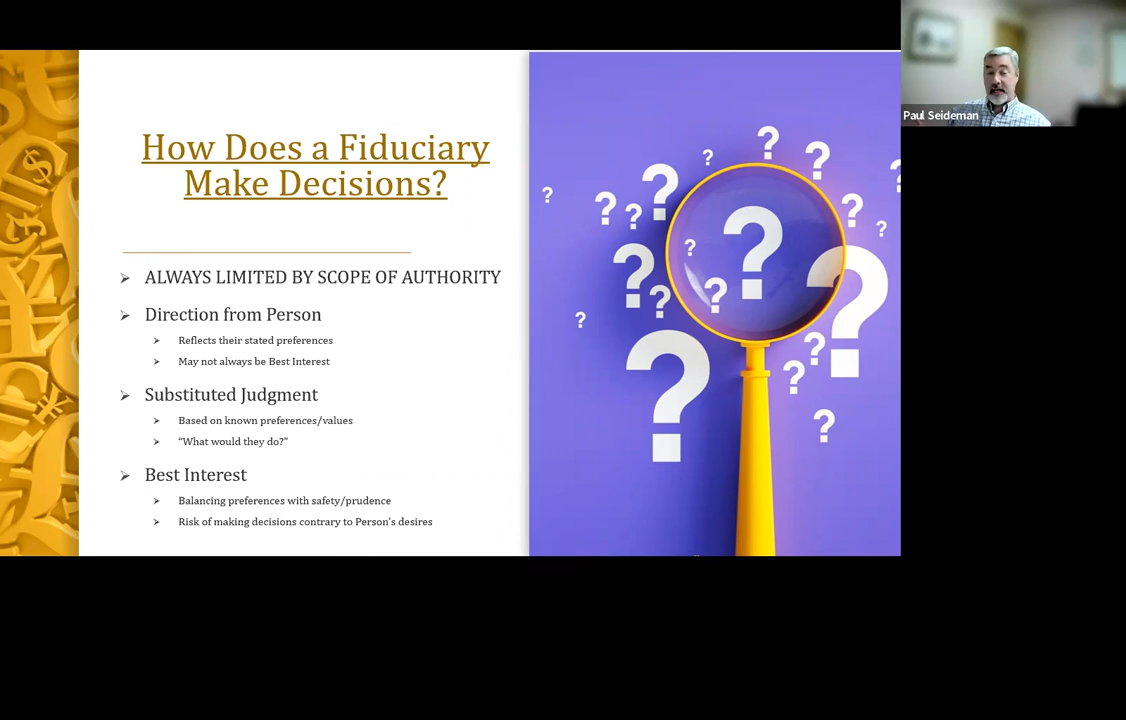 How Does a Fiduciary
Make Decisions?
ALWAYS LIMITED BY SCOPE OF AUTHORITY
Direction from Person
Reflects their stated preferences
May not always be Best Interest
Substituted Judgment
Based on known preferences/values
“What would they do?”
Best Interest
Balancing preferences with safety/prudence
Risk of making decisions contrary to Person's desires
Paul Seideman